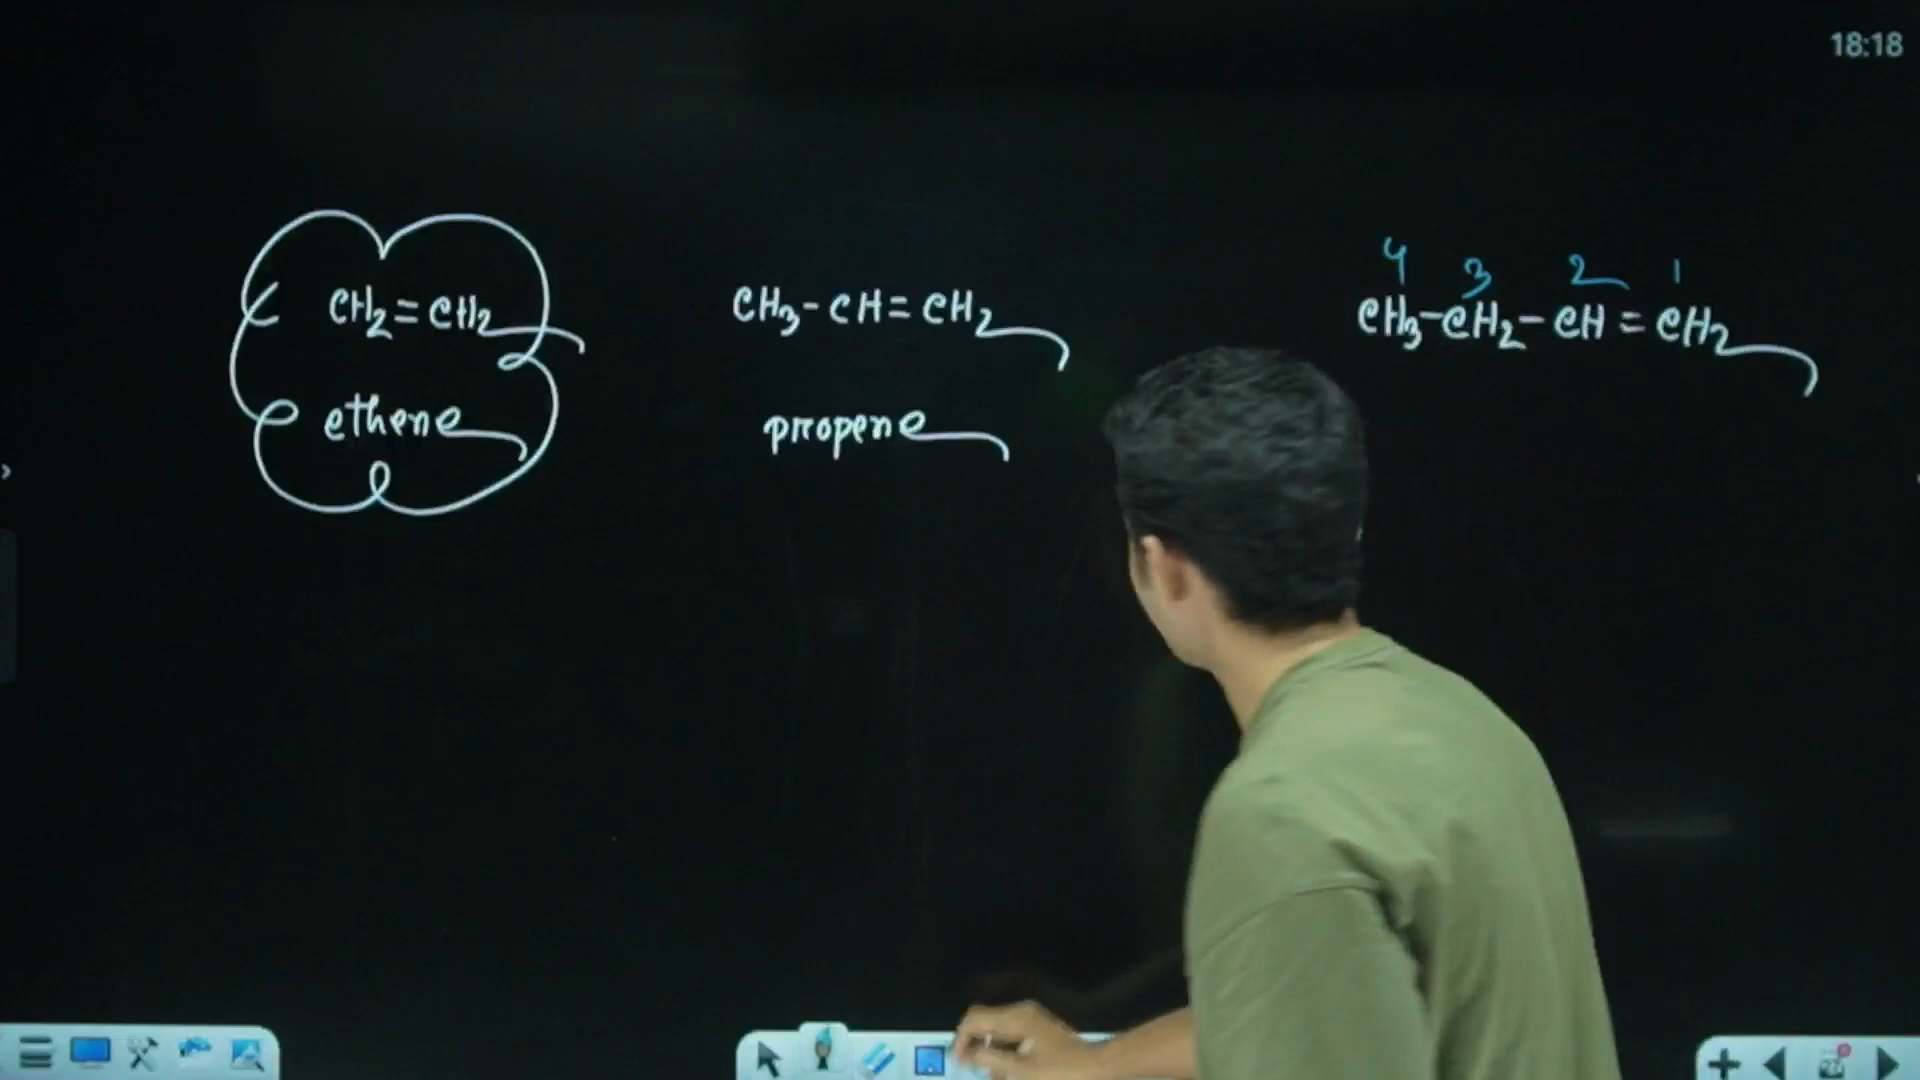 18:18
CH₂=CH₂
ethene
CH₃-CH=CH₂
propene
4 3 2 1
CH₃-CH₂-CH=CH₂